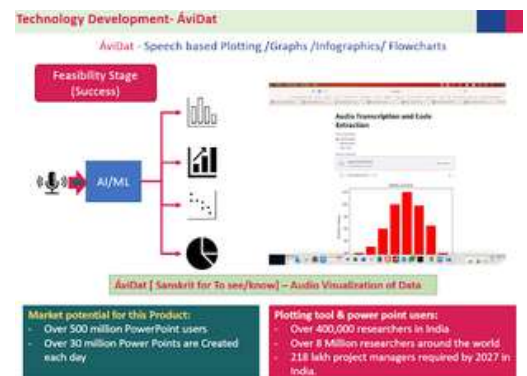 Technology Development- ÁviDat
ÁviDat - Speech based Plotting /Graphs /Infographics/ Flowcharts
Feasibility Stage
(Success)
AI/ML
Audio Transcription and Code
Extraction
ÁviDat [ Sanskrit for To see/know] – Audio Visualization of Data
Market potential for this Product:
- Over 500 million PowerPoint users
- Over 30 million Power Points are Created
each day
Plotting tool & power point users:
- Over 400,000 researchers in India
- Over 8 Million researchers around the world
- 218 lakh project managers required by 2027 in
India.